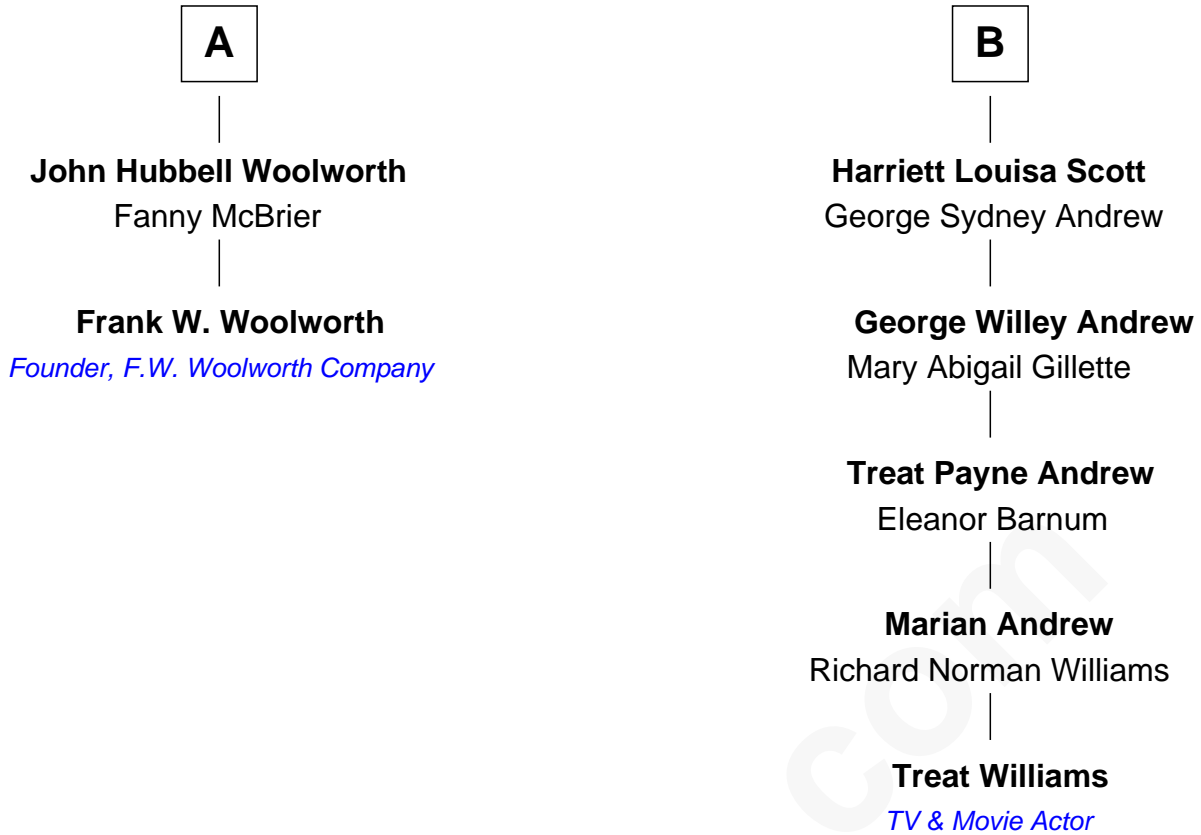 A
John Hubbell Woolworth
Fanny McBrier
Frank W. Woolworth
Founder, F.W. Woolworth Company
B
Harriett Louisa Scott
George Sydney Andrew
George Willey Andrew
Mary Abigail Gillette
Treat Payne Andrew
Eleanor Barnum
Marian Andrew
Richard Norman Williams
Treat Williams
TV & Movie Actor
com